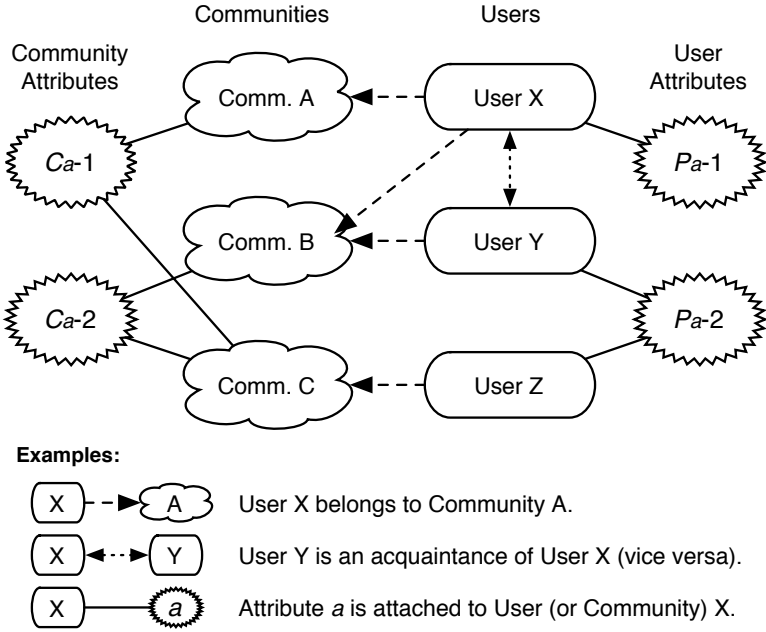 Communities
Users
Community
Attributes
User
Attributes
Comm. A
User X
Ca-1
Pa-1
Comm. B
User Y
Ca-2
Pa-2
Comm. C
User Z
Examples:
X A User X belongs to Community A.
X Y User Y is an acquaintance of User X (vice versa).
X a Attribute a is attached to User (or Community) X.